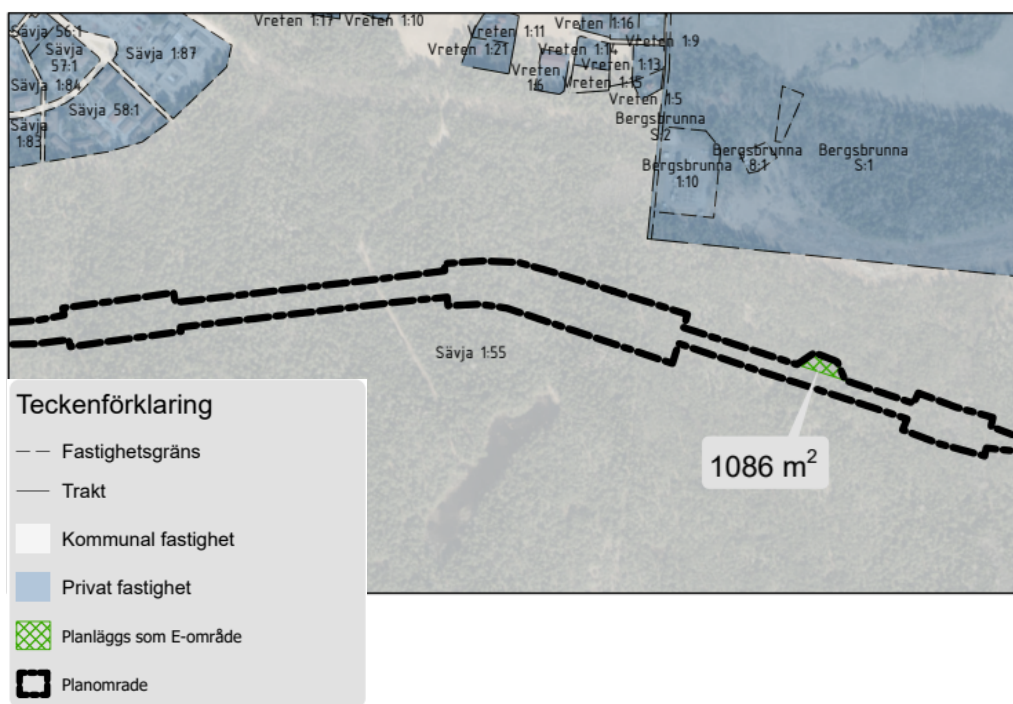 Vreten 1:17
Vreten 1:10
Vreten 1:16
Sävja 56:1
Vreten 1:11
Sävja
57:1
Sävja 1:87
Vreten 1:21
Vreten 1:14
Vreten 1:9
Vreten 1:13
Sävja 1:84
Vreten
1:6
Vreten 1:15
Vreten 1:5
Sävja 58:1
Sävja
1:83
Bergsbrunna
S:2
Bergsbrunna
8:1
Bergsbrunna
S:1
Bergsbrunna
1:10
Sävja 1:55
1086 m²
Teckenförklaring
Fastighetsgräns
Trakt
Kommunal fastighet
Privat fastighet
Planläggs som E-område
Planomrade